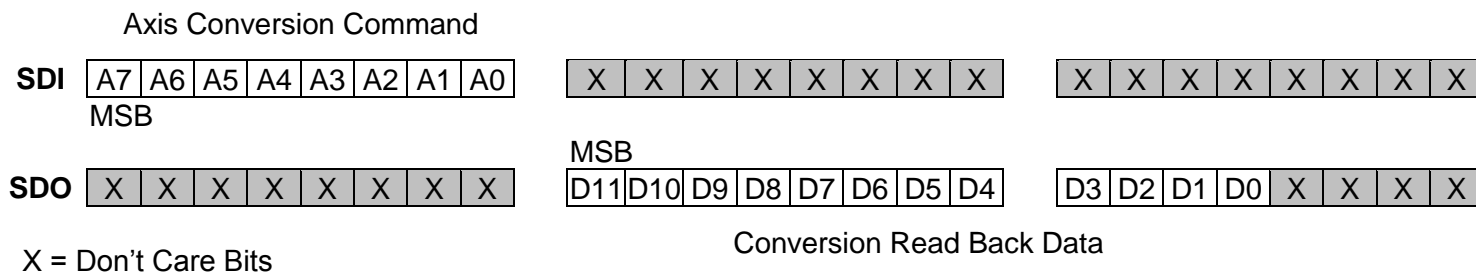 Axis Conversion Command
SDI A7 A6 A5 A4 A3 A2 A1 A0 X X X X X X X X X X X X X X X X
MSB
MSB
SDO X X X X X X X X D11 D10 D9 D8 D7 D6 D5 D4 D3 D2 D1 D0 X X X X
Conversion Read Back Data
X = Don't Care Bits